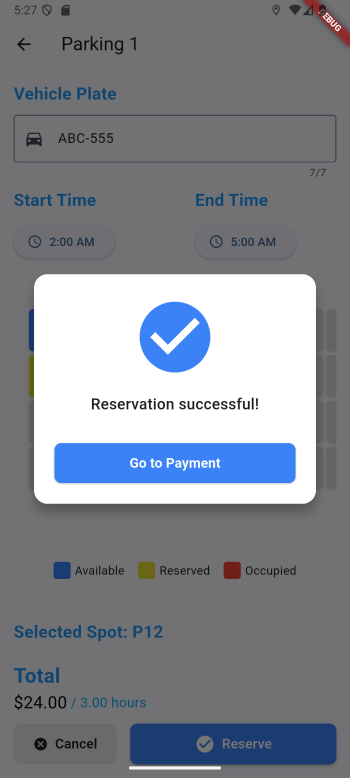 5:27
DEBUG
Parking 1
Vehicle Plate
ABC-555
7/7
Start Time End Time
2:00 AM 5:00 AM
Reservation successful!
Go to Payment
Available Reserved Occupied
Selected Spot: P12
Total
$24.00 / 3.00 hours
Cancel Reserve